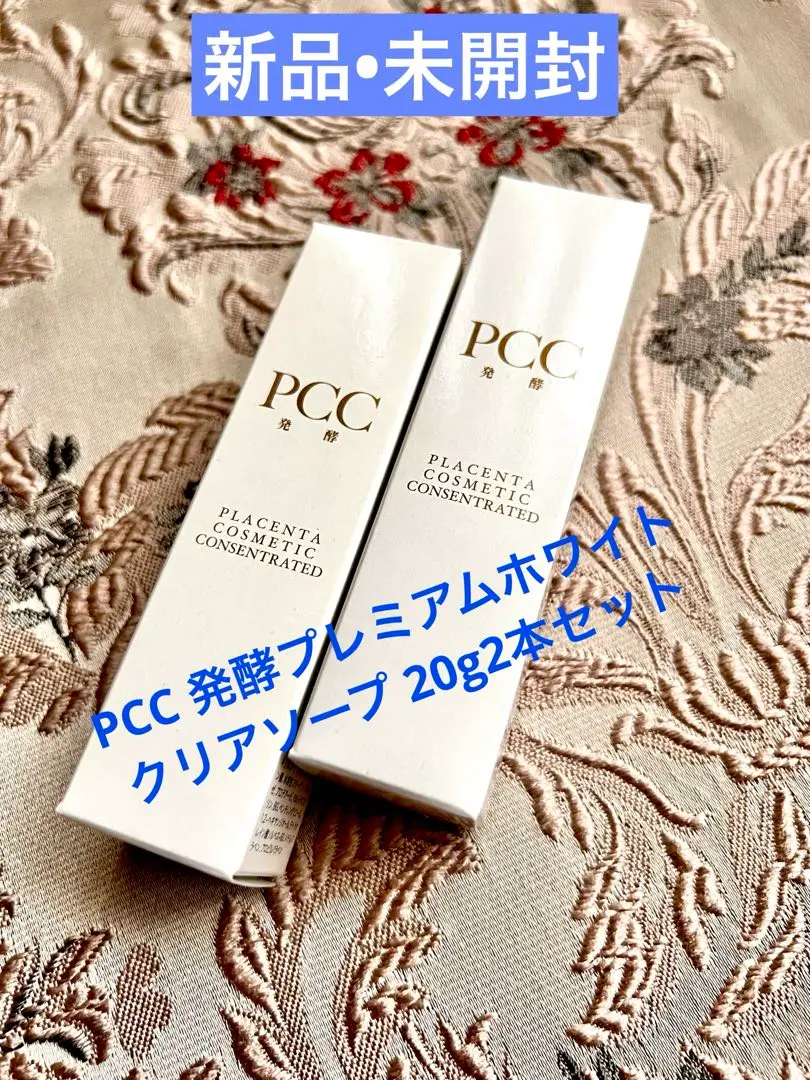 新品•未開封
PCC
発酵
PLACENTA
COSMETIC
CONSENTRATED
PCC
発酵
PLACENTA
COSMETIC
CONSENTRATED
PCC 発酵プレミアムホワイト
クリアソープ 20g2本セット